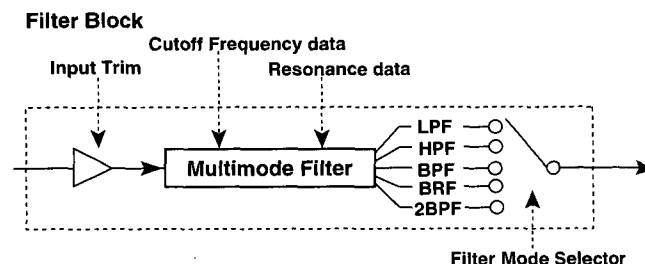 Filter Block
Cutoff Frequency data
Input Trim
Resonance data
LPF
HPF
Multimode Filter
BPF
BRF
2BPF
Filter Mode Selector